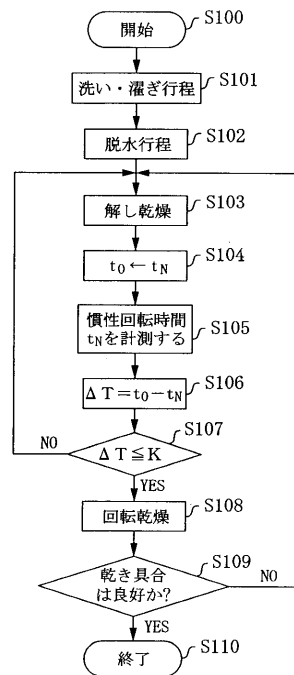 開始
S100
洗い・濯ぎ行程
S101
脱水行程
S102
解し乾燥
S103
t0←tN
S104
慣性回転時間
tNを計測する
S105
ΔT=t0−tN
S106
ΔT≦K
S107
NO
YES
回転乾燥
S108
乾き具合
は良好か?
S109
NO
YES
終了
S110